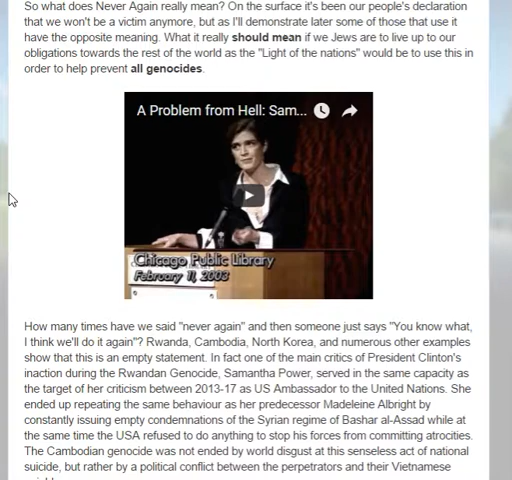 So what does Never Again really mean? On the surface it's been our people's declaration
that we won't be a victim anymore, but as I'll demonstrate later some of those that use it
have the opposite meaning. What it really should mean if we Jews are to live up to our
obligations towards the rest of the world as the "Light of the nations" would be to use this in
order to help prevent all genocides.
A Problem from Hell: Sam...
Chicago Public Library
February 11, 2003
How many times have we said "never again" and then someone just says "You know what,
I think we'll do it again"? Rwanda, Cambodia, North Korea, and numerous other examples
show that this is an empty statement. In fact one of the main critics of President Clinton's
inaction during the Rwandan Genocide, Samantha Power, served in the same capacity as
the target of her criticism between 2013-17 as US Ambassador to the United Nations. She
ended up repeating the same behaviour as her predecessor Madeleine Albright by
constantly issuing empty condemnations of the Syrian regime of Bashar al-Assad while at
the same time the USA refused to do anything to stop his forces from committing atrocities.
The Cambodian genocide was not ended by world disgust at this senseless act of national
suicide, but rather by a political conflict between the perpetrators and their Vietnamese